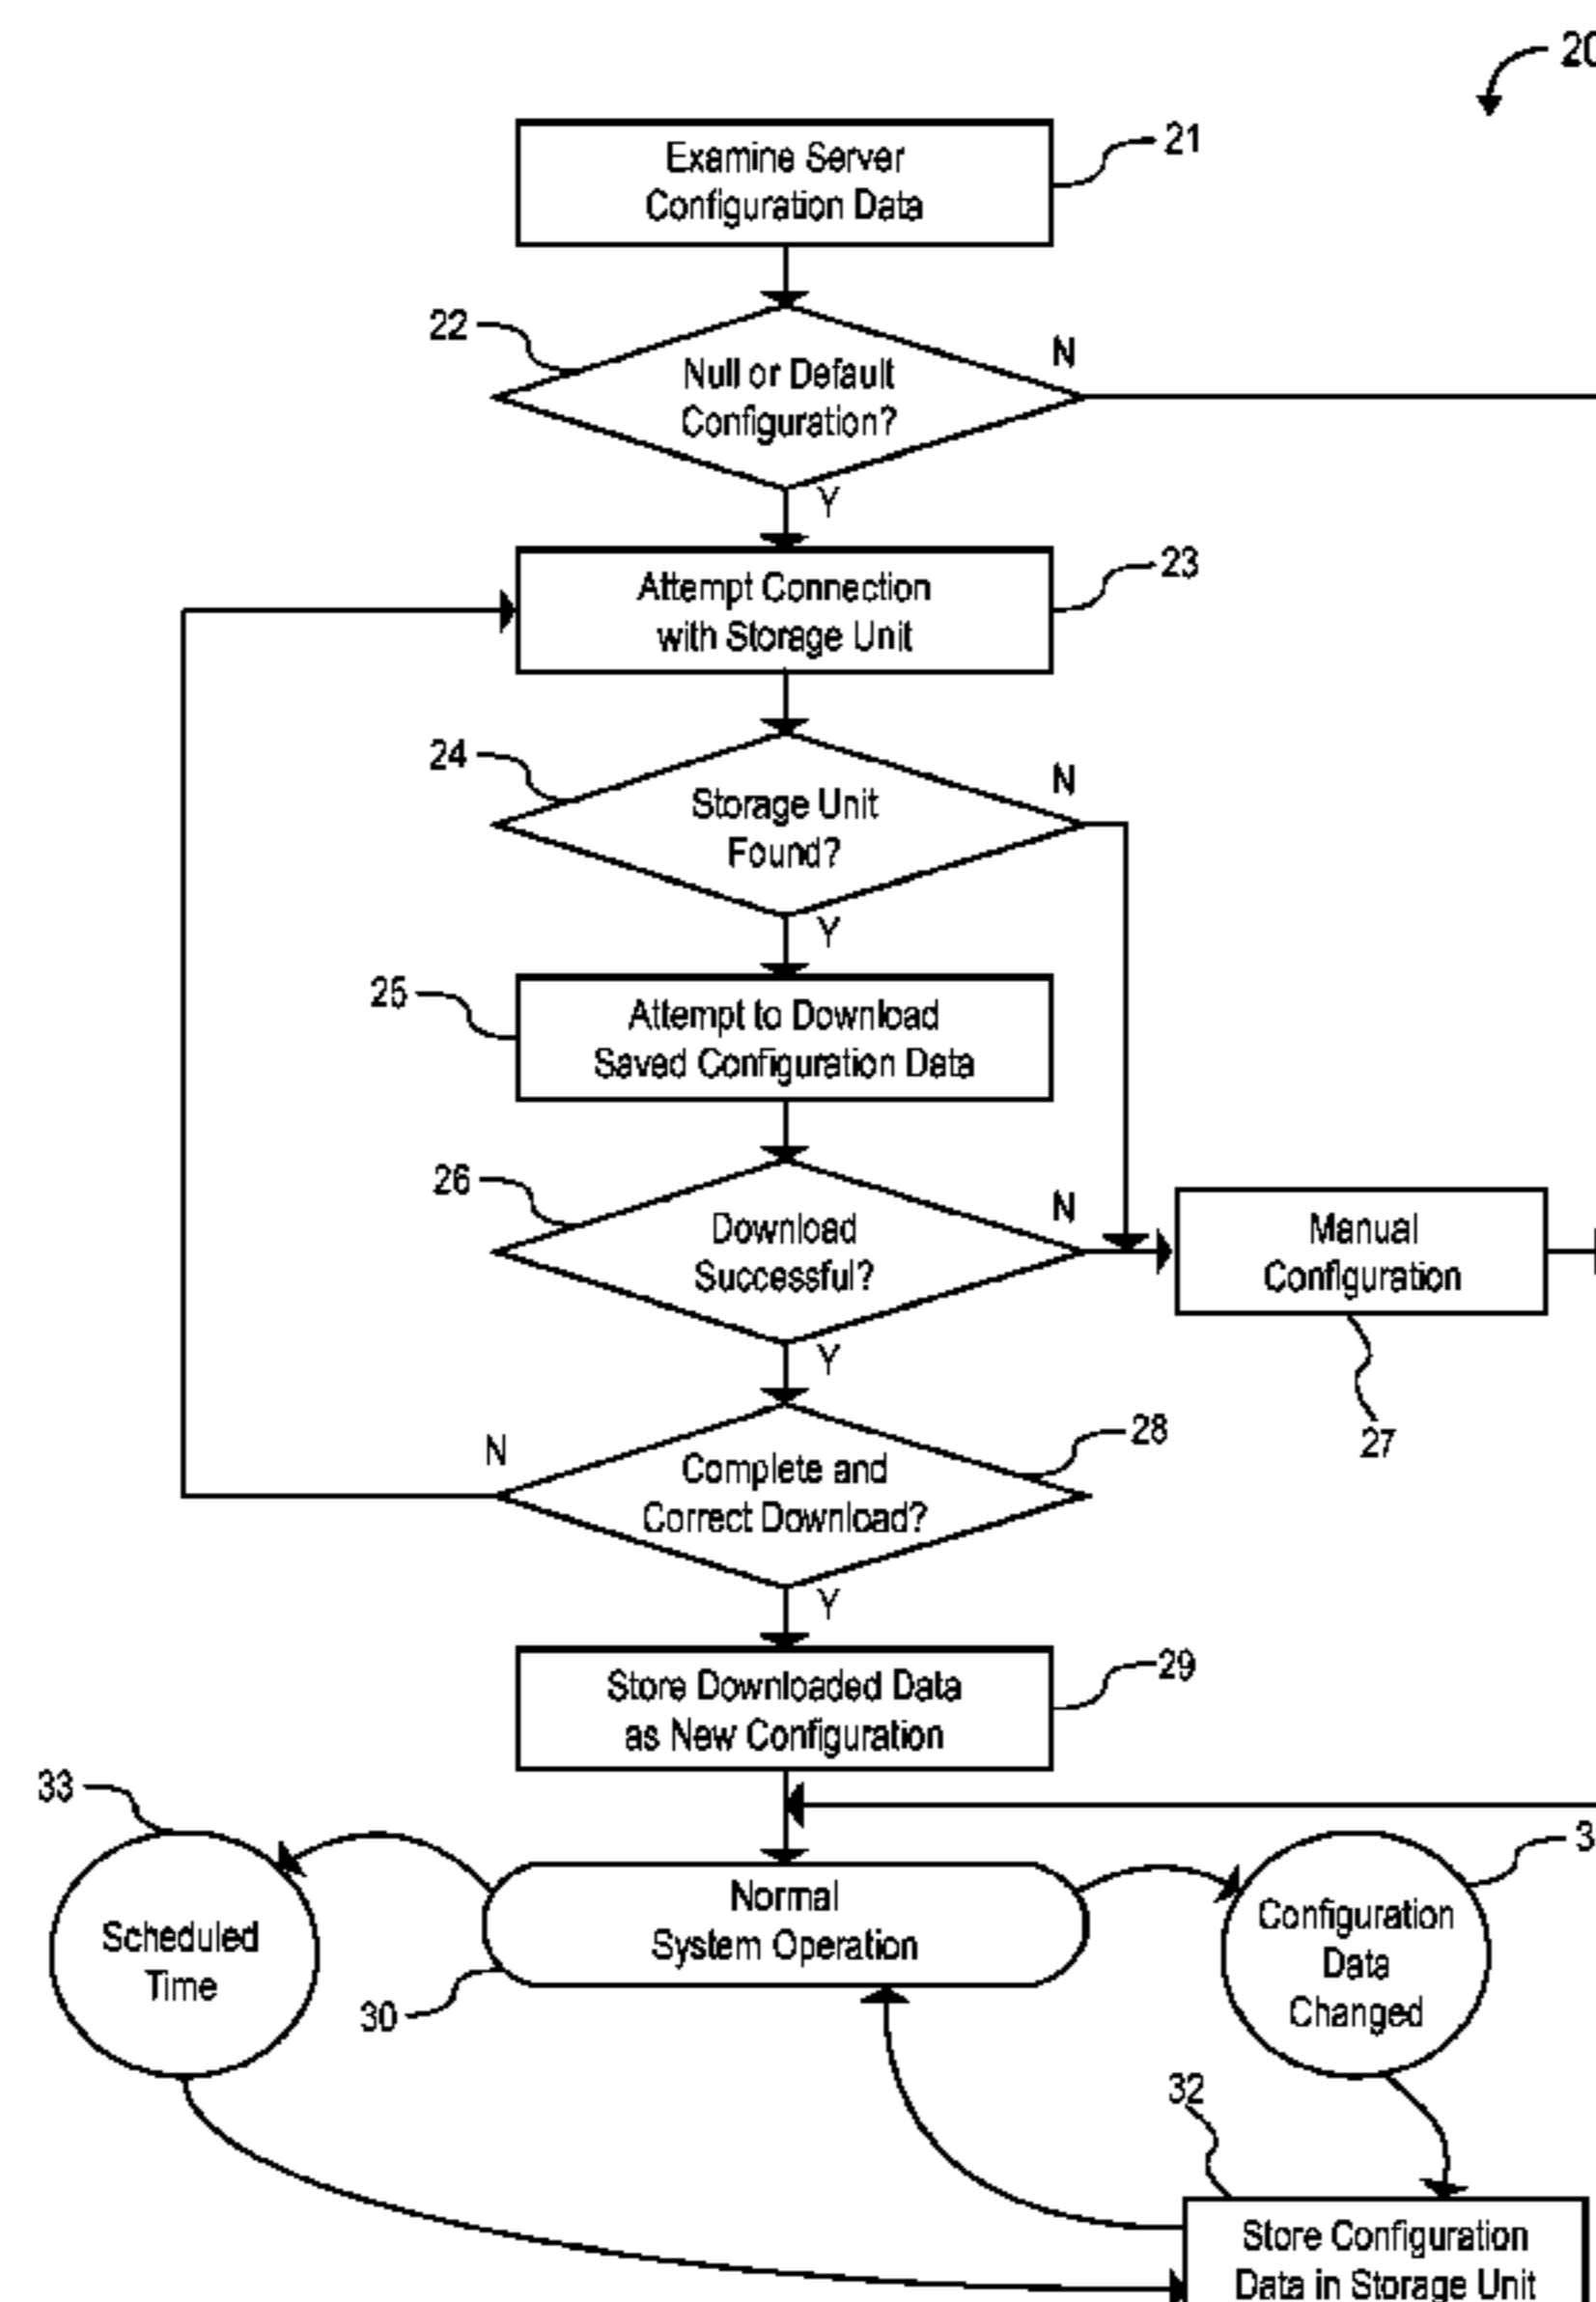 20
Examine Server
Configuration Data
21
22
Null or Default
Configuration?
N
Y
Attempt Connection
with Storage Unit
23
24
Storage Unit
Found?
N
Y
25
Attempt to Download
Saved Configuration Data
26
Download
Successful?
N
Y
Manual
Configuration
27
28
N
Complete and
Correct Download?
Y
Store Downloaded Data
as New Configuration
29
33
Scheduled
Time
Normal
System Operation
30
3
Configuration
Data
Changed
32
Store Configuration
Data in Storage Unit